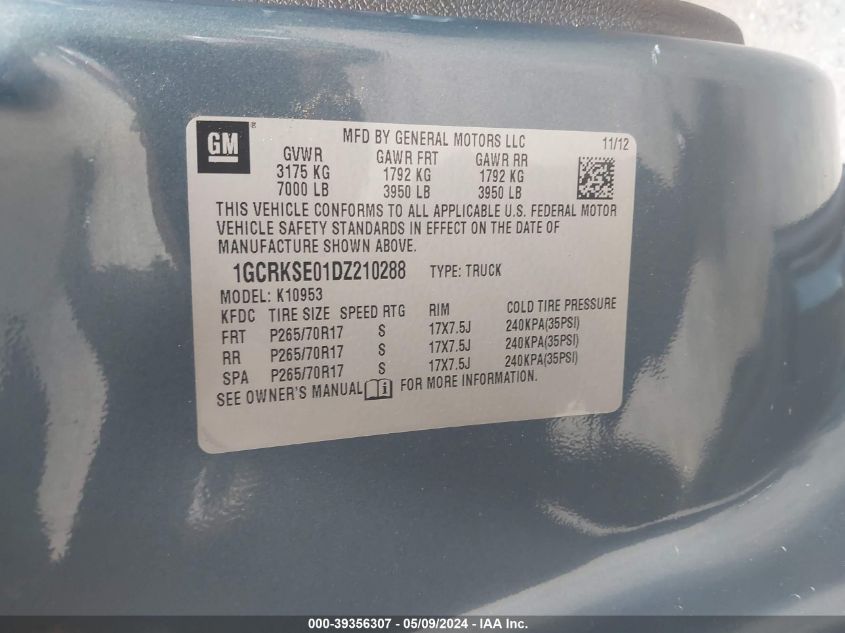 GM ®
MFD BY GENERAL MOTORS LLC 11/12
GVWR GAWR FRT GAWR RR
3175 KG 1792 KG 1792 KG
7000 LB 3950 LB 3950 LB
THIS VEHICLE CONFORMS TO ALL APPLICABLE U.S. FEDERAL MOTOR
VEHICLE SAFETY STANDARDS IN EFFECT ON THE DATE OF
MANUFACTURE SHOWN ABOVE.
1GCRKSE01DZ210288 TYPE: TRUCK
MODEL: K10953
KFDC TIRE SIZE SPEED RTG RIM COLD TIRE PRESSURE
FRT P265/70R17 S 17X7.5J 240KPA(35PSI)
RR P265/70R17 S 17X7.5J 240KPA(35PSI)
SPA P265/70R17 S 17X7.5J 240KPA(35PSI)
SEE OWNER'S MANUAL FOR MORE INFORMATION.
000-39356307 - 05/09/2024 - IAA Inc.